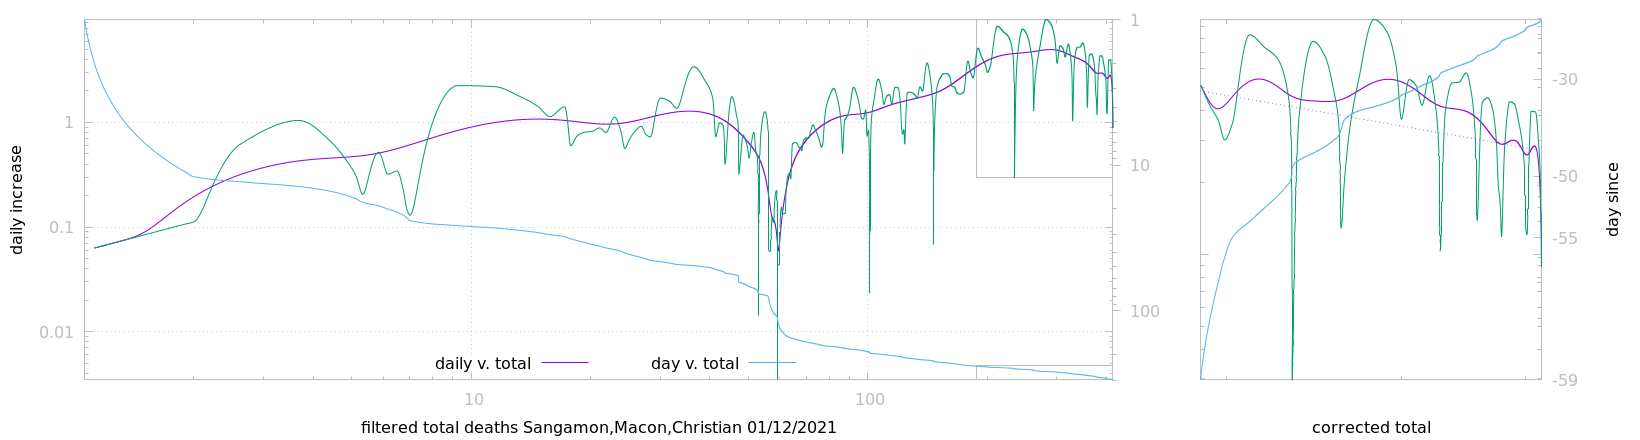 daily increase
1
0.1
0.01
10
100
1
10
100
daily v. total
day v. total
filtered total deaths Sangamon,Macon,Christian 01/12/2021
-30
-50
-55
-59
day since
corrected total